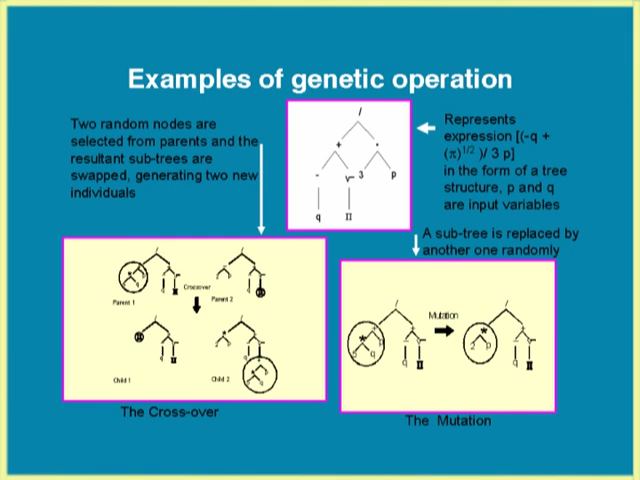 Examples of genetic operation
Two random nodes are
selected from parents and the
resultant sub-trees are
swapped, generating two new
individuals
/
+
-
√
3
p
q
Π
Represents
expression [(-q +
(π)1/2 )/ 3 p]
in the form of a tree
structure, p and q
are input variables
A sub-tree is replaced by
another one randomly
Parent 1
Crossover
Parent 2
Child 1
Child 2
The Cross-over
Mutation
The Mutation